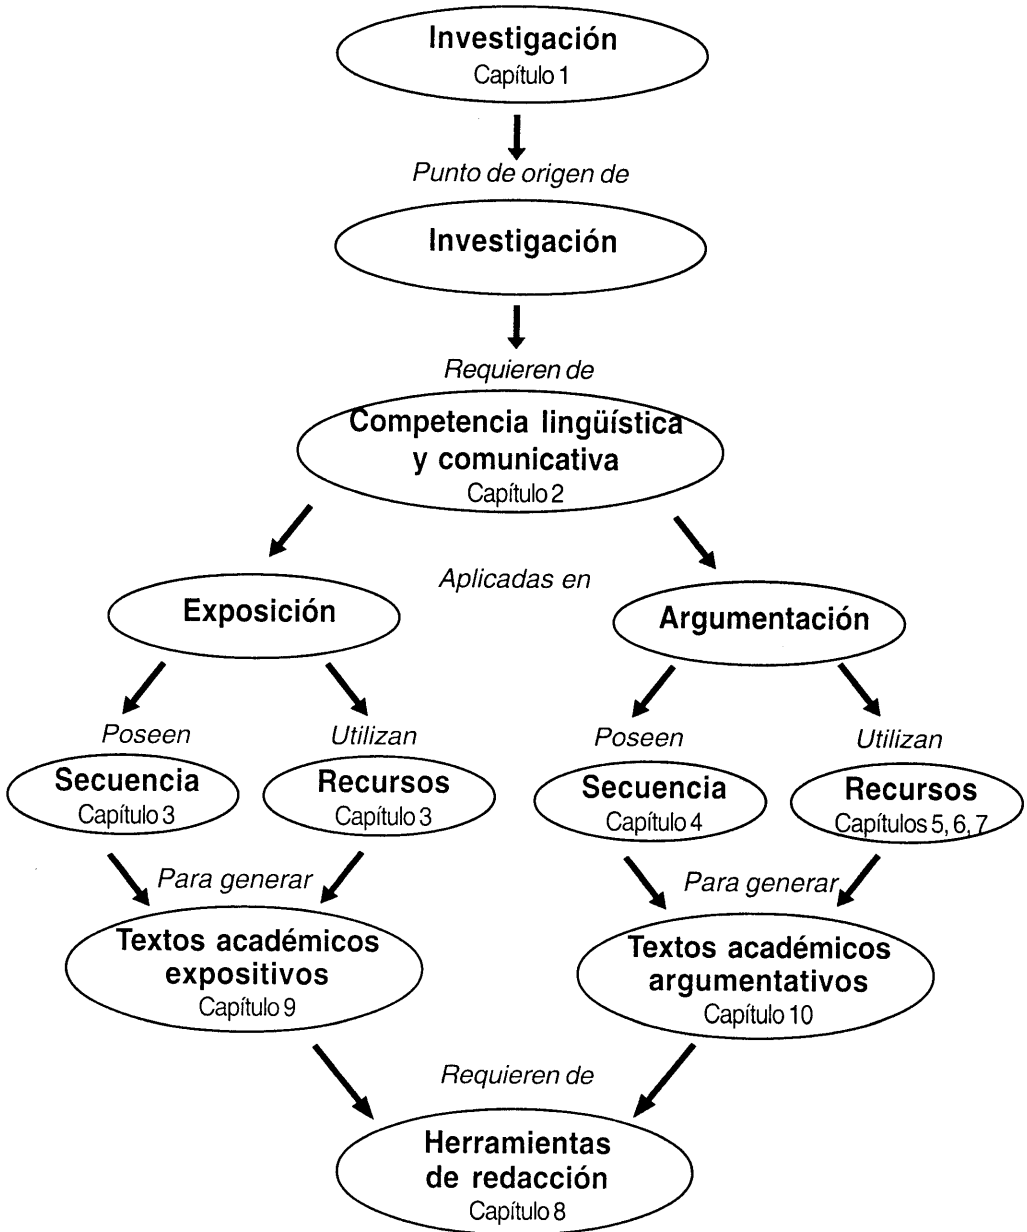 Investigación
Capítulo 1
Punto de origen de
Investigación
Requieren de
Competencia lingüística
y comunicativa
Capítulo 2
Aplicadas en
Exposición
Argumentación
Poseen
Utilizan
Poseen
Utilizan
Secuencia
Capítulo 3
Recursos
Capítulo 3
Secuencia
Capítulo 4
Recursos
Capítulos 5, 6, 7
Para generar
Para generar
Textos académicos
expositivos
Capítulo 9
Textos académicos
argumentativos
Capítulo 10
Requieren de
Herramientas
de redacción
Capítulo 8